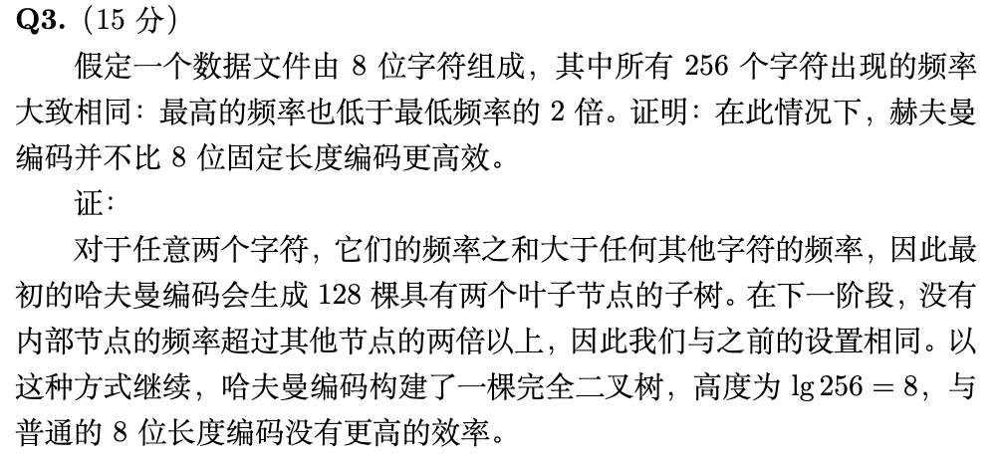 Q3.（15 分）
假定一个数据文件由 8 位字符组成，其中所有 256 个字符出现的频率
大致相同：最高的频率也低于最低频率的 2 倍。证明：在此情况下，赫夫曼
编码并不比 8 位固定长度编码更高效。
证：
对于任意两个字符，它们的频率之和大于任何其他字符的频率，因此最
初的哈夫曼编码会生成 128 棵具有两个叶子节点的子树。在下一阶段，没有
内部节点的频率超过其他节点的两倍以上，因此我们与之前的设置相同。以
这种方式继续，哈夫曼编码构建了一棵完全二叉树，高度为 lg 256 = 8，与
普通的 8 位长度编码没有更高的效率。